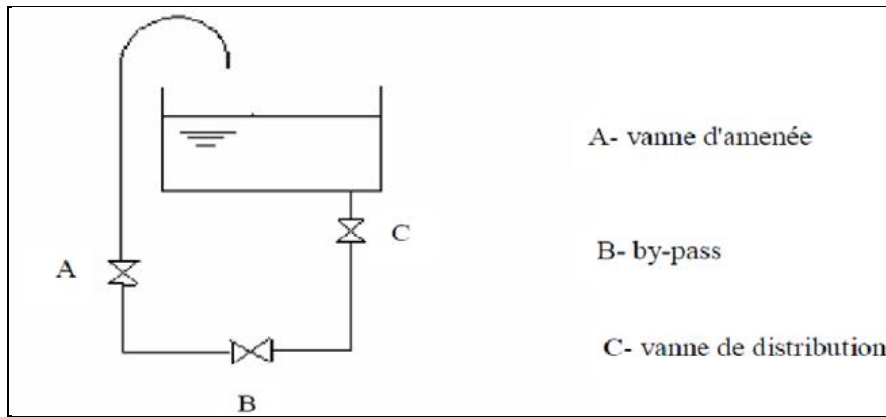 A- vanne d'amenée
C
B- by-pass
A
C- vanne de distribution
B